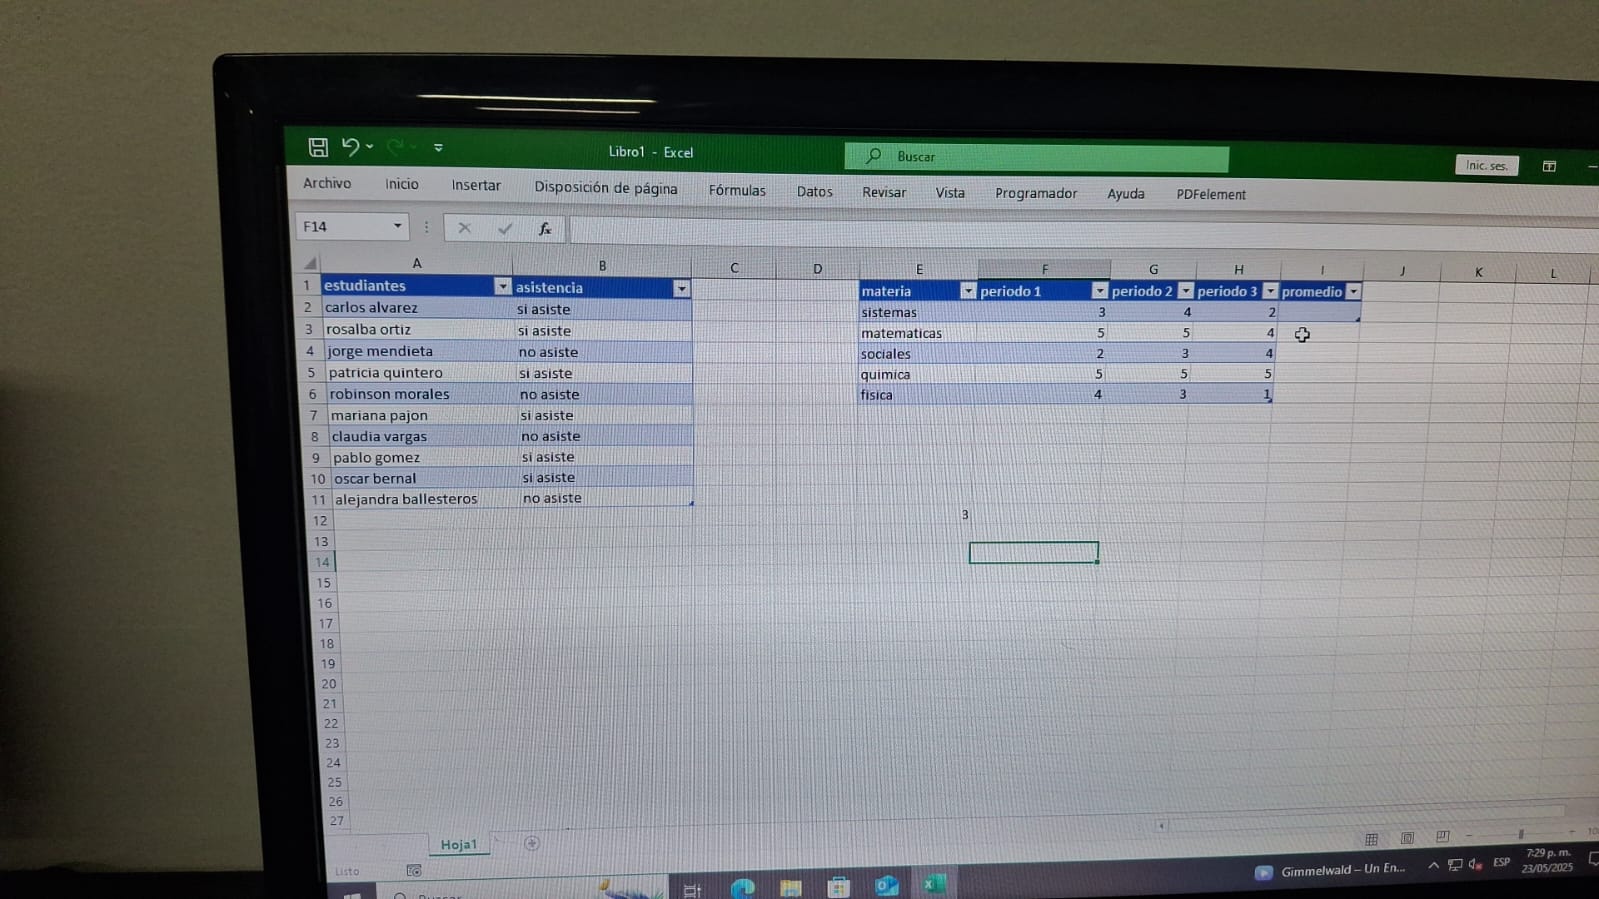 Libro1 - Excel
Buscar
Inic. ses.
Archivo Inicio Insertar Disposición de página Fórmulas Datos Revisar Vista Programador Ayuda PDFelement
F14 fx
A B C D E F G H I J K L
1 estudiantes asistencia materia periodo 1 periodo 2 periodo 3 promedio
2 carlos alvarez si asiste sistemas 3 4 2
3 rosalba ortiz si asiste matematicas 5 5 4
4 jorge mendieta no asiste sociales 2 3 4
5 patricia quintero si asiste quimica 5 5 5
6 robinson morales no asiste fisica 4 3 1
7 mariana pajon si asiste
8 claudia vargas no asiste
9 pablo gomez si asiste
10 oscar bernal si asiste
11 alejandra ballesteros no asiste
12 3
13
14
15
16
17
18
19
20
21
22
23
24
25
26
27
Hoja1
Listo
Buscar
Gimmelwald – Un En...
ESP
7:29 p. m.
23/05/2025